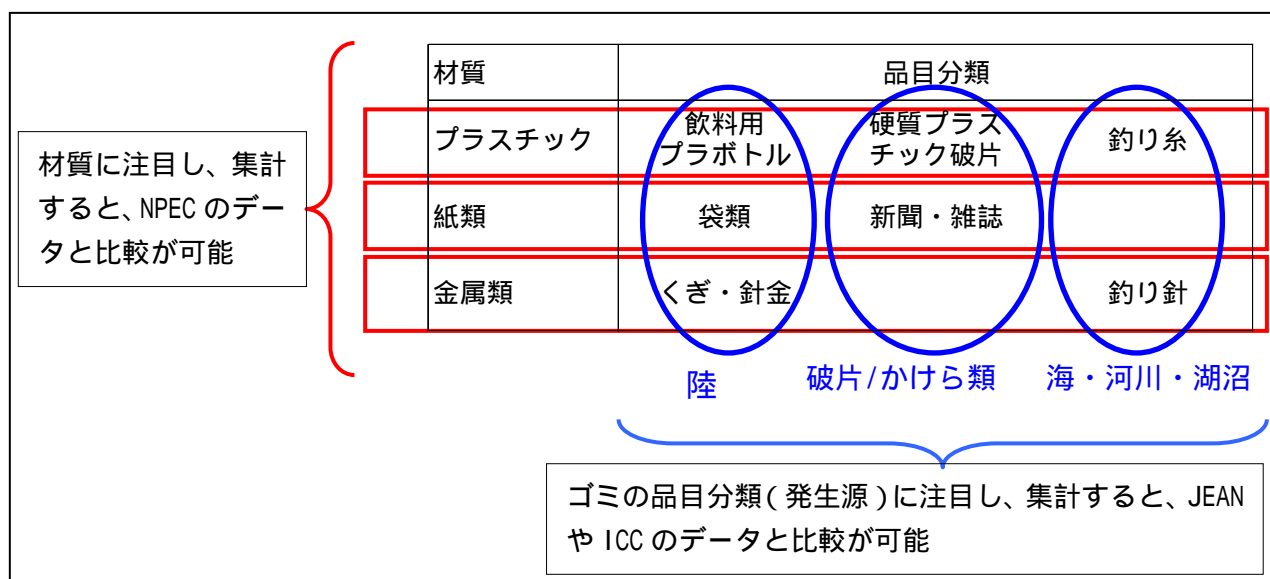 材質 品目分類
プラスチック 飲料用 硬質プラス 釣り糸
プラボトル チック破片
紙類 袋類 新聞・雑誌
金属類 くぎ・針金 釣り針
材質に注目し、集計
すると、NPEC のデー
タと比較が可能
陸 破片/かけら類 海・河川・湖沼
ゴミの品目分類(発生源)に注目し、集計すると、JEAN
や ICC のデータと比較が可能